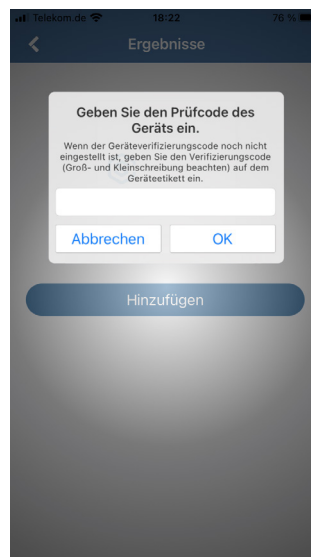 Telekom.de 18:22 76 %
Ergebnisse
Geben Sie den Prüfcode des
Geräts ein.
Wenn der Geräteverifizierungscode noch nicht
eingestellt ist, geben Sie den Verifizierungscode
(Groß- und Kleinschreibung beachten) auf dem
Geräteetikett ein.
Abbrechen OK
Hinzufügen